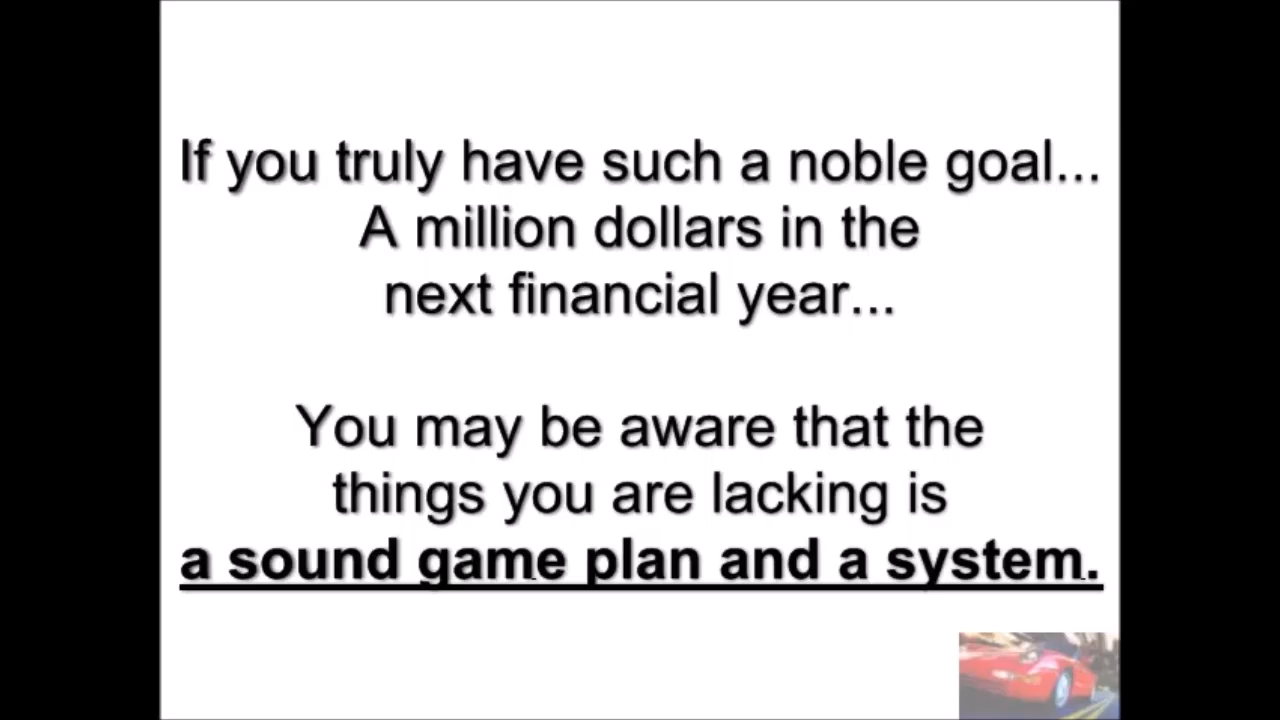 If you truly have such a noble goal...
A million dollars in the
next financial year...
You may be aware that the
things you are lacking is
a sound game plan and a system.